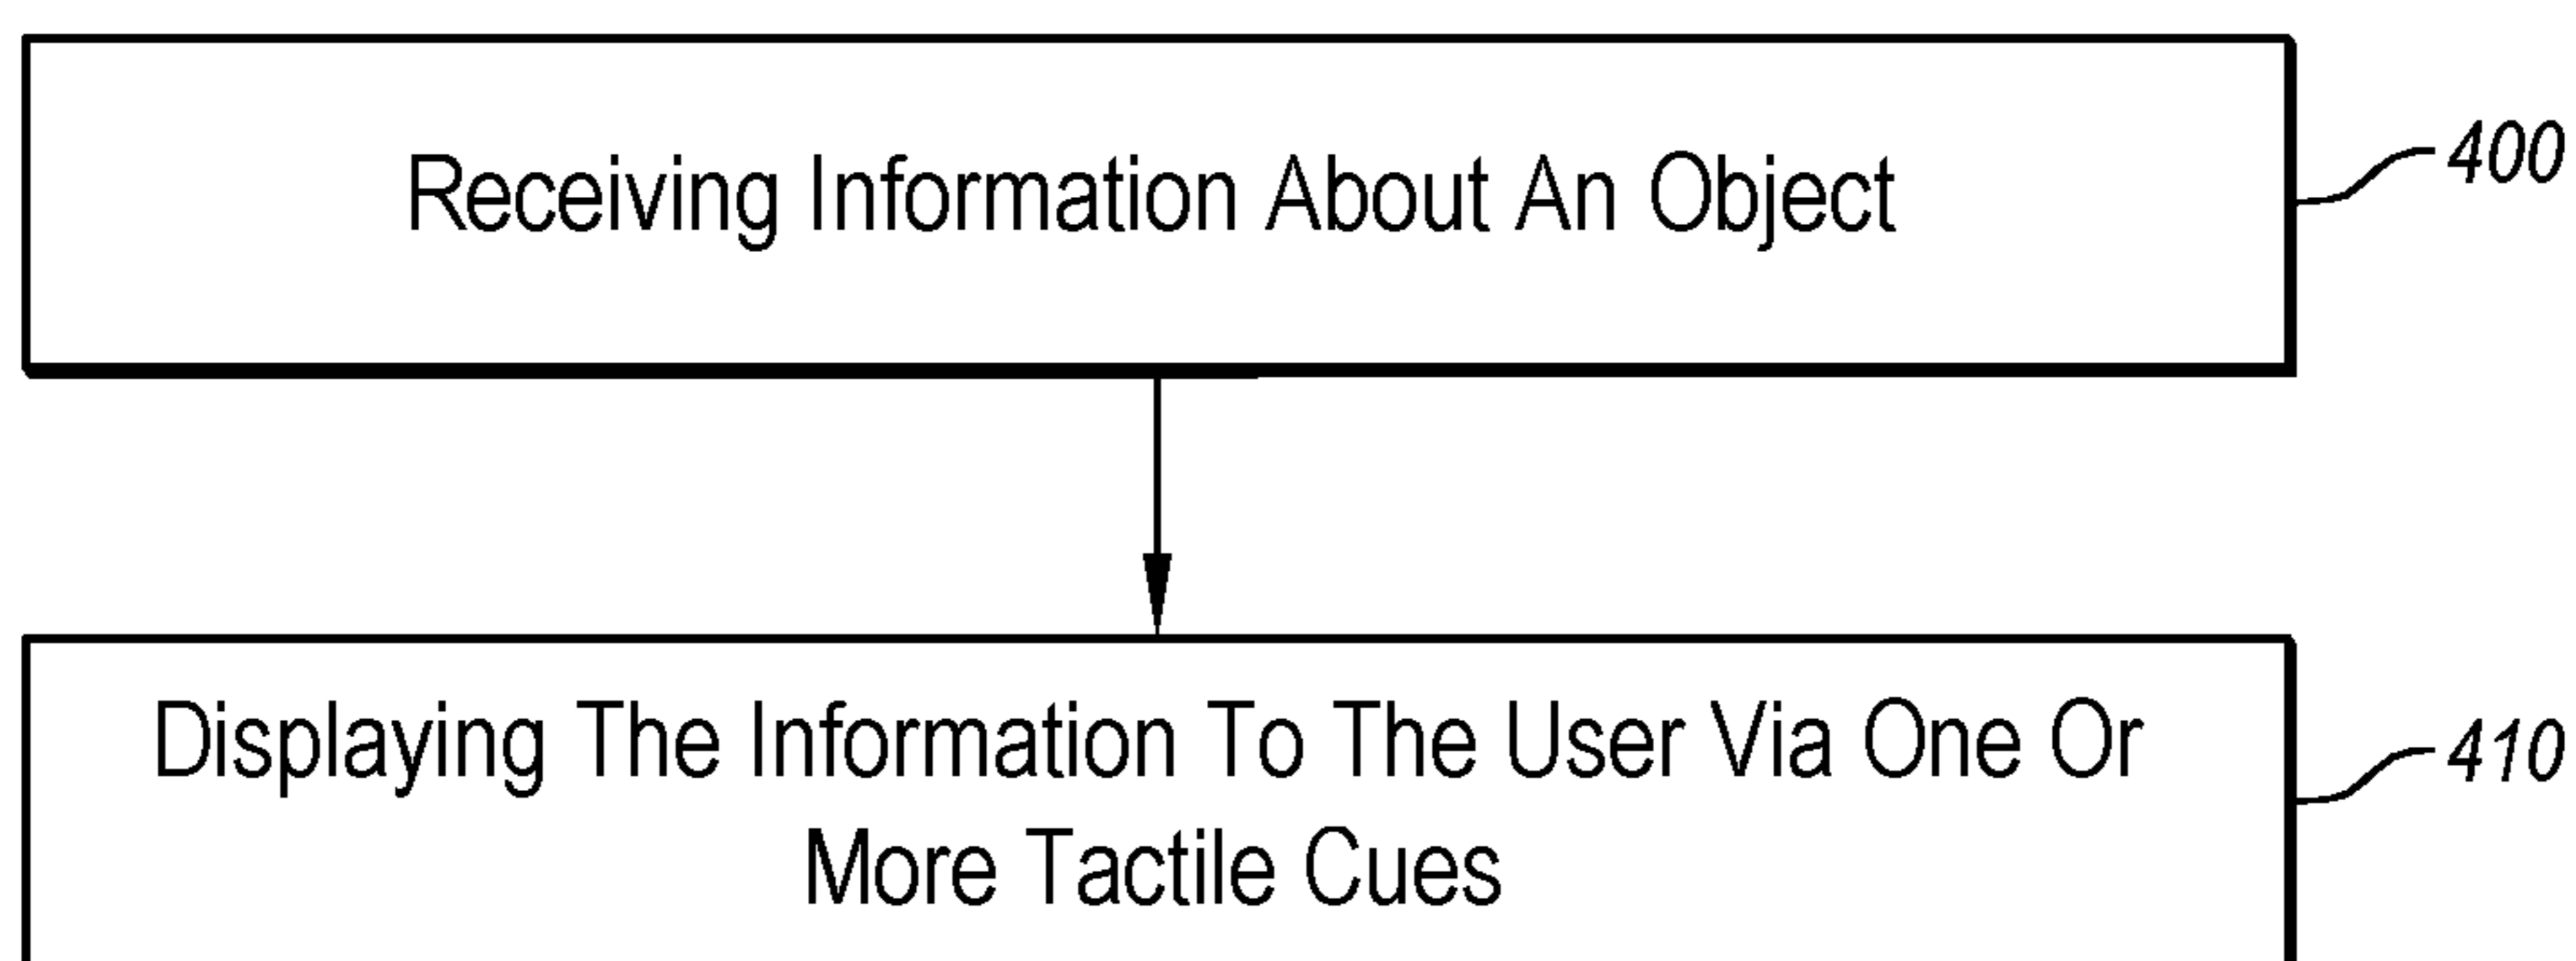 Receiving Information About An Object
400
Displaying The Information To The User Via One Or
More Tactile Cues
410